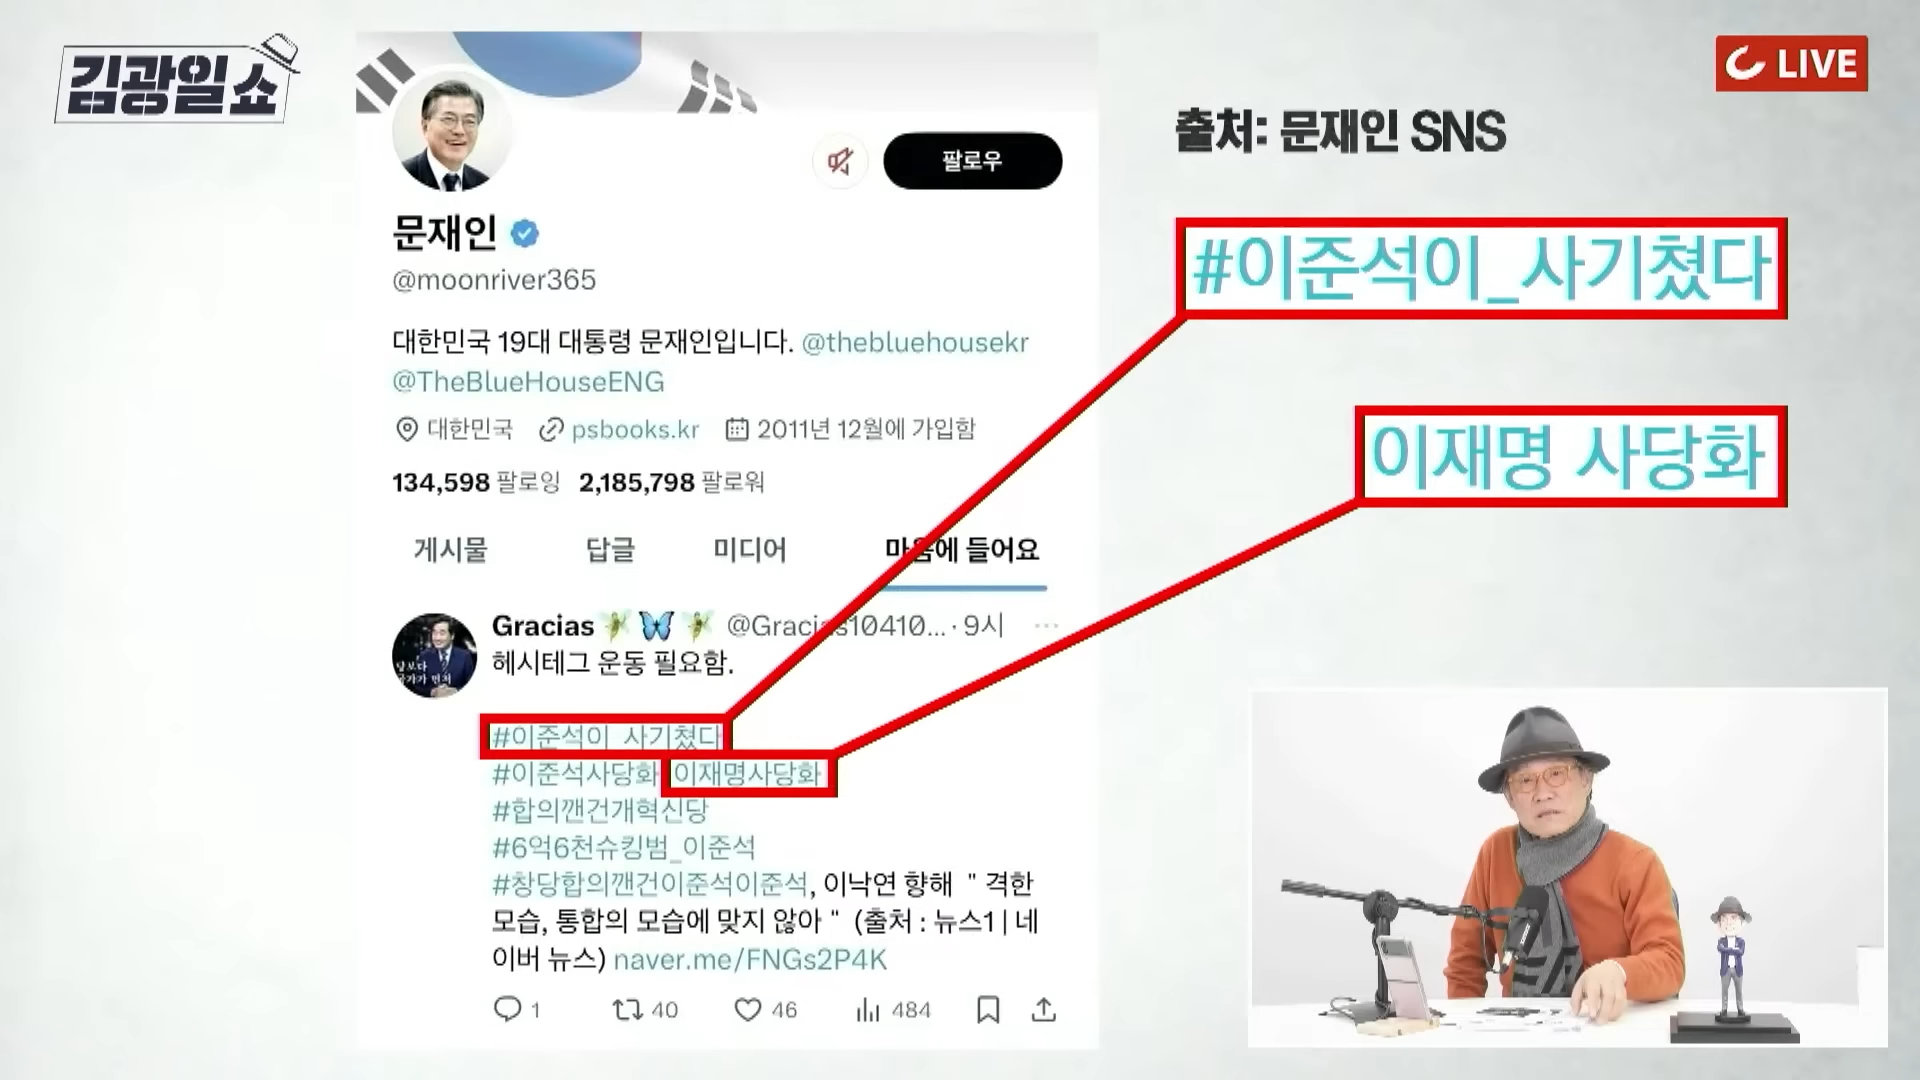 김광일쇼
LIVE
출처: 문재인 SNS
팔로우
문재인
@moonriver365
대한민국 19대 대통령 문재인입니다. @thebluehousekr
@TheBlueHouseENG
대한민국 psbooks.kr 2011년 12월에 가입함
134,598 팔로잉 2,185,798 팔로워
게시물 답글 미디어 마음에 들어요
Gracias @Gracias10410... · 9시
헤시테그 운동 필요함.
#이준석이_사기쳤다
#이준석사당화 이재명사당화
#합의깬건개혁신당
#6억6천슈킹범_이준석
#창당합의깬건이준석이준석, 이낙연 향해 " 격한
모습, 통합의 모습에 맞지 않아 " (출처 : 뉴스1 | 네
이버 뉴스) naver.me/FNGs2P4K
1 40 46 484
#이준석이_사기쳤다
이재명 사당화